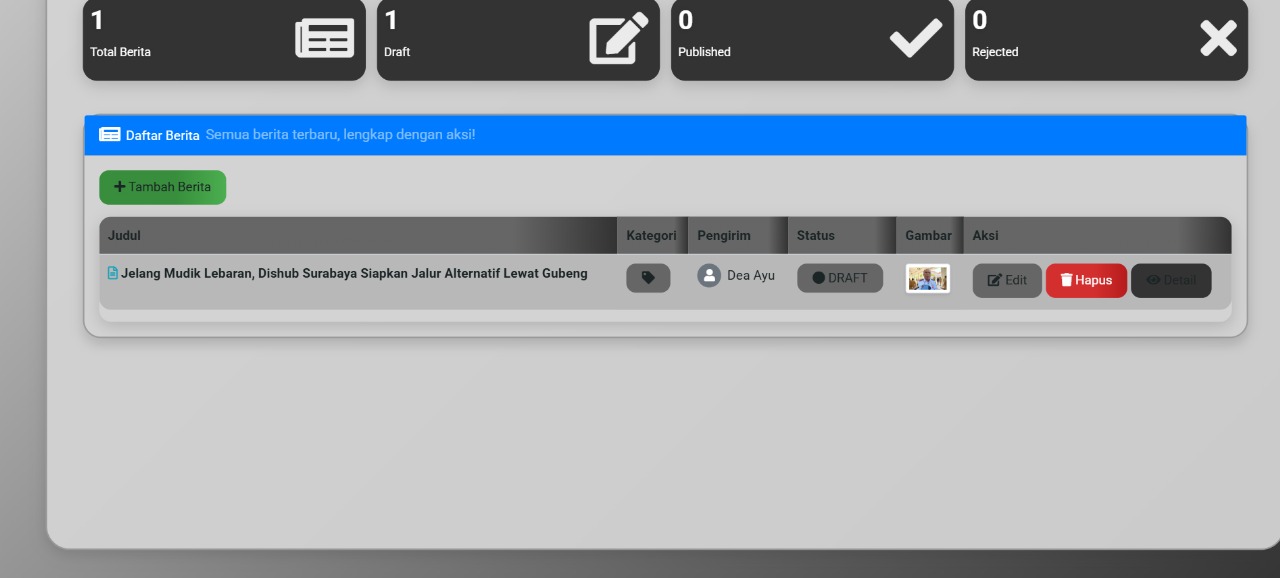 1
Total Berita
1
Draft
0
Published
0
Rejected
Daftar Berita Semua berita terbaru, lengkap dengan aksi!
Tambah Berita
Judul Kategori Pengirim Status Gambar Aksi
Jelang Mudik Lebaran, Dishub Surabaya Siapkan Jalur Alternatif Lewat Gubeng Dea Ayu DRAFT Edit Hapus Detail